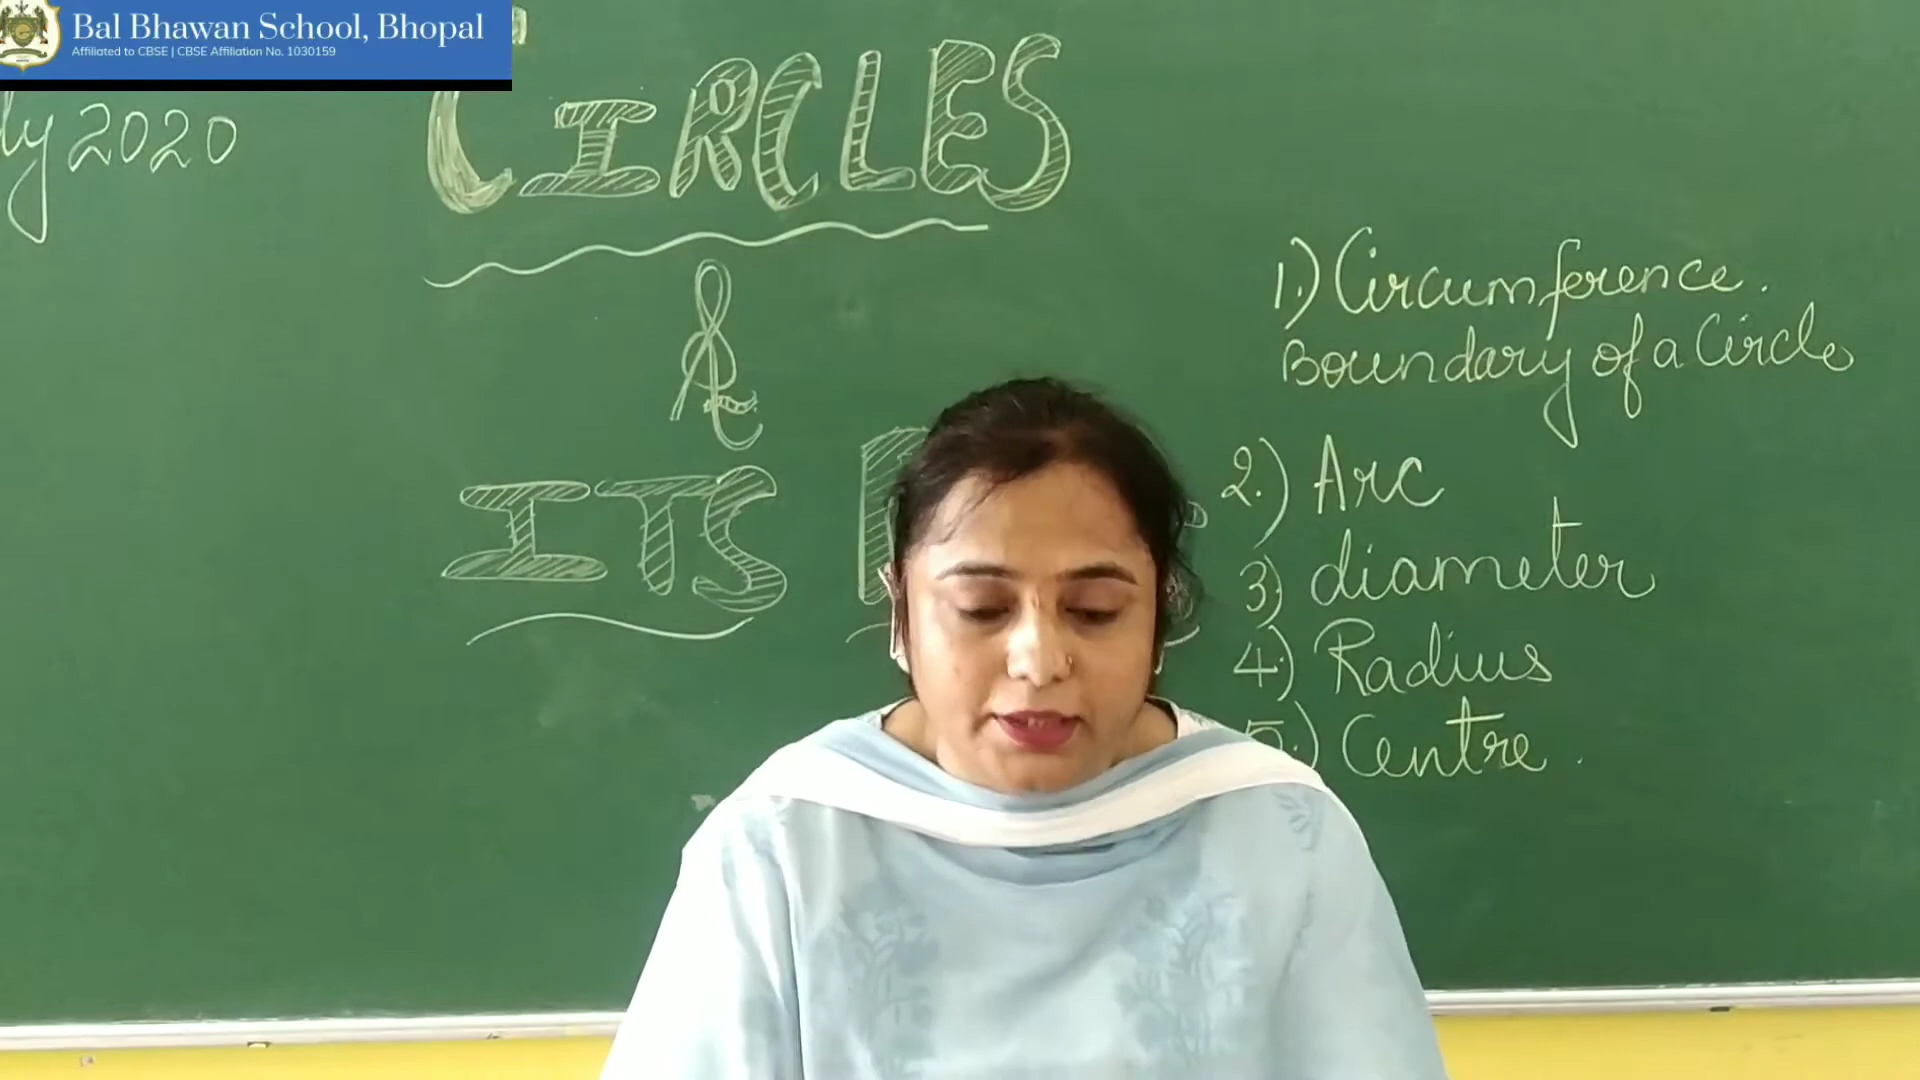 Bal Bhawan School, Bhopal
Affiliated to CBSE | CBSE Affiliation No. 1030159
ly 2020
CIRCLES
&
ITS
1.) Circumference.
Boundary of a Circle
2.) Arc
3) diameter
4.) Radius
5.) Centre.